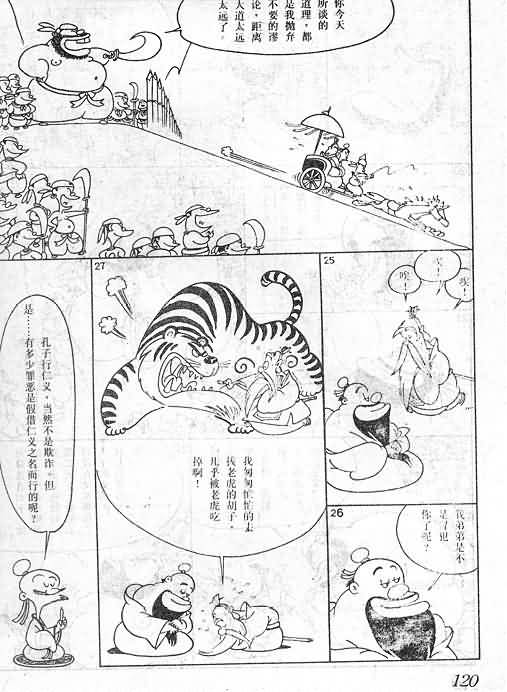 你今天
所谈的
道理，都
是我抛弃
不要的谬
论，距离
大道太远
太远了。
25
唉！
唉！
唉！
26
我弟弟是不
是冒犯
你了呢？
27
我匆匆忙忙的去
找老虎的胡子，
几乎被老虎吃
掉啊！
孔子行仁义，当然不是欺诈。但
是……有多少罪恶是假借仁义之名而行的呢？
120